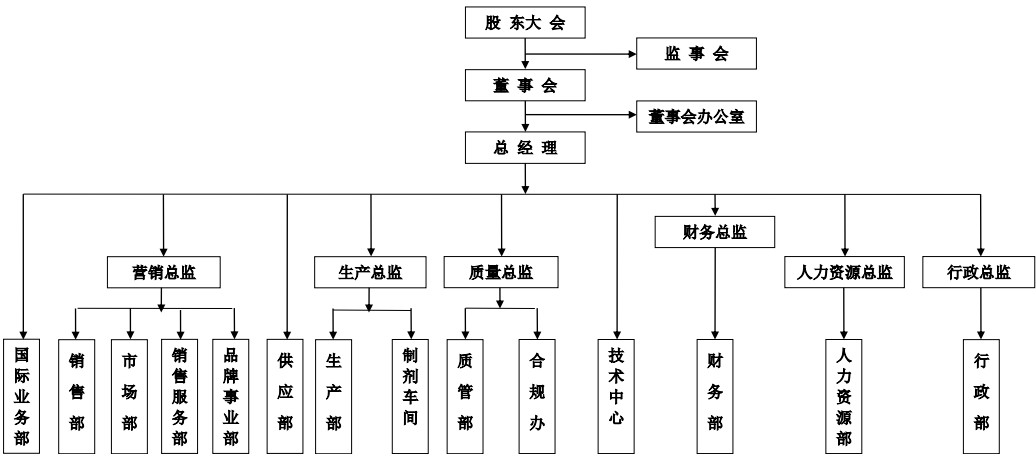 股 东大 会
监 事 会
董 事 会
董事会办公室
总 经 理
财务总监
营销总监
生产总监
质量总监
人力资源总监
行政总监
国际业务部
销售部
市场部
销售服务部
品牌事业部
供应部
生产部
制剂车间
质管部
合规办
技术中心
财务部
人力资源部
行政部